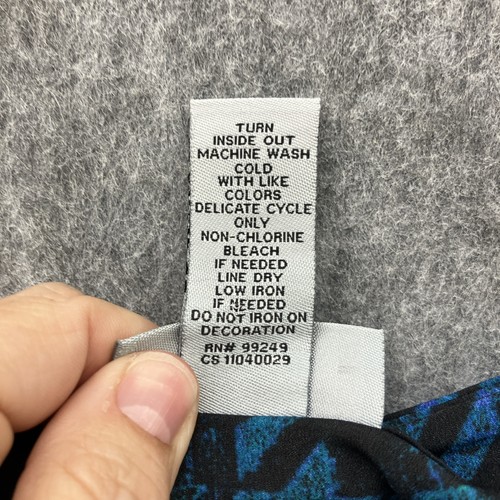 TURN
INSIDE OUT
MACHINE WASH
COLD
WITH LIKE
COLORS
DELICATE CYCLE
ONLY
NON-CHLORINE
BLEACH
IF NEEDED
LINE DRY
LOW IRON
IF NEEDED
DO NOT IRON ON
DECORATION
RN# 99249
CS 11040029